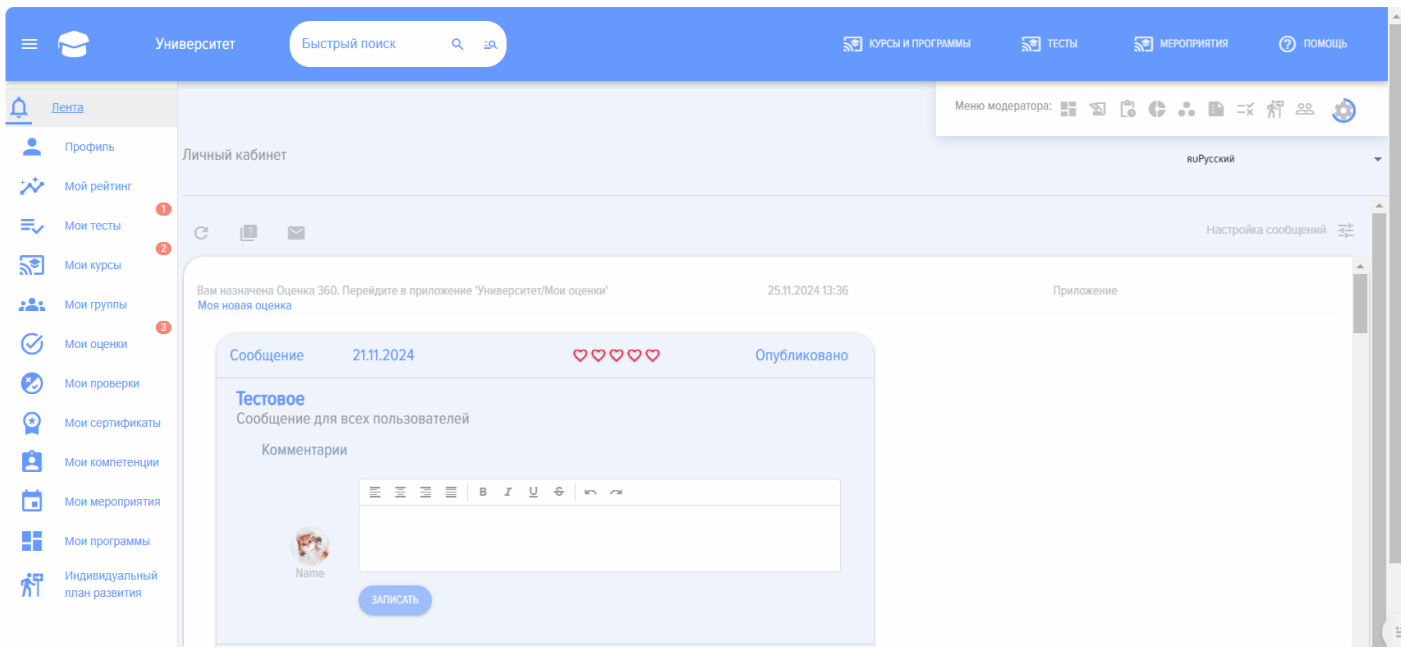 Университет
Быстрый поиск
КУРСЫ И ПРОГРАММЫ
ТЕСТЫ
МЕРОПРИЯТИЯ
ПОМОЩЬ
Лента
Меню модератора:
Профиль
Личный кабинет
RUРусский
Мой рейтинг
1
Мои тесты
Настройка сообщений
2
Мои курсы
Вам назначена Оценка 360. Перейдите в приложение 'Университет/Мои оценки'
25.11.2024 13:36
Приложение
Моя новая оценка
Мои группы
3
Мои оценки
Сообщение
21.11.2024
Опубликовано
Мои проверки
Тестовое
Сообщение для всех пользователей
Мои сертификаты
Комментарии
Мои компетенции
B I U S
Мои мероприятия
Мои программы
Name
Индивидуальный
план развития
ЗАПИСАТЬ